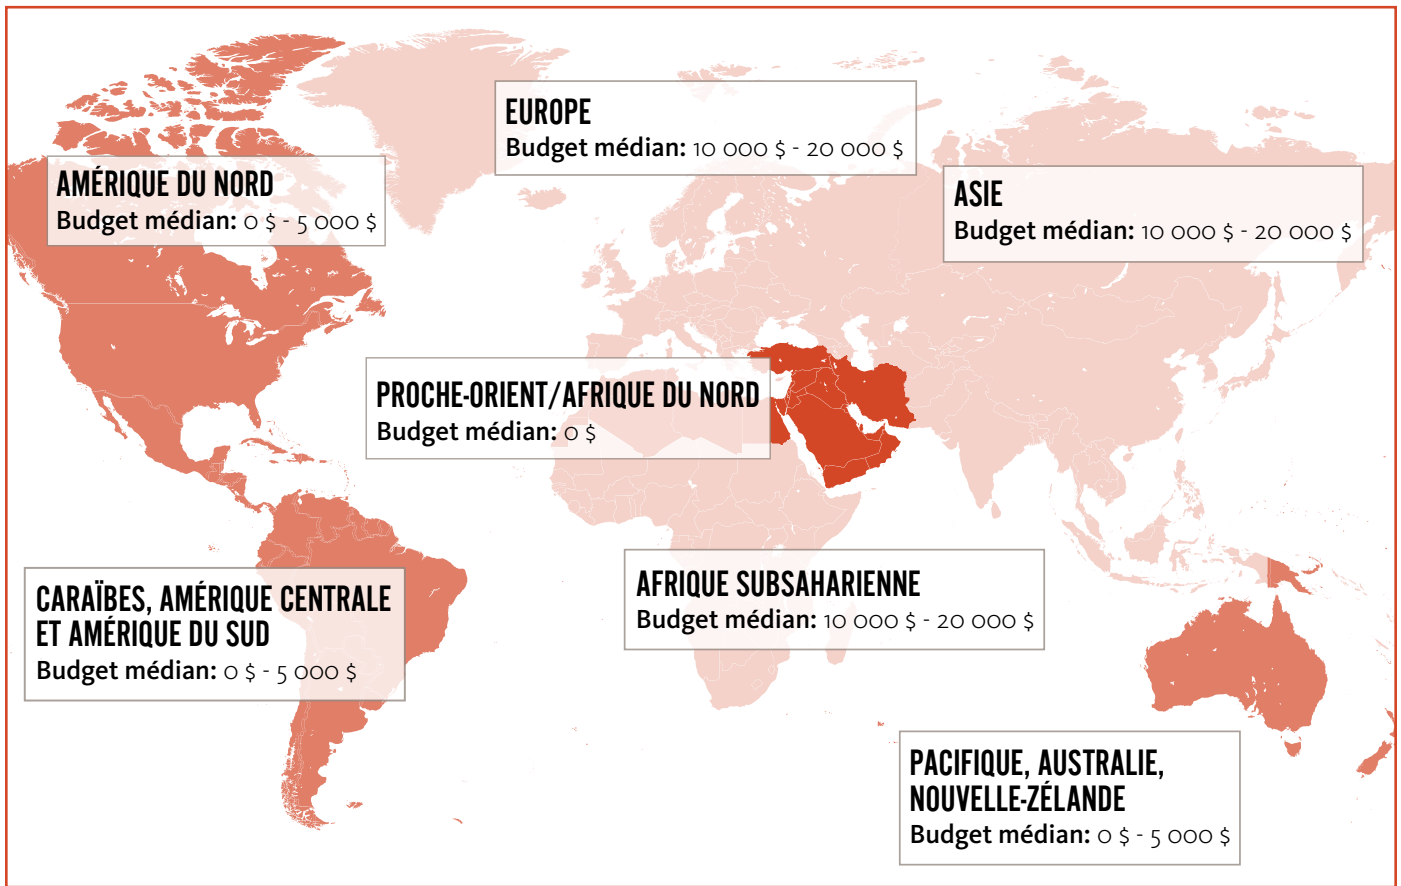 EUROPE
Budget médian: 10 000 $ - 20 000 $
AMÉRIQUE DU NORD
Budget médian: 0 $ - 5 000 $
ASIE
Budget médian: 10 000 $ - 20 000 $
PROCHE-ORIENT/AFRIQUE DU NORD
Budget médian: 0 $
CARAÏBES, AMÉRIQUE CENTRALE
ET AMÉRIQUE DU SUD
Budget médian: 0 $ - 5 000 $
AFRIQUE SUBSAHARIENNE
Budget médian: 10 000 $ - 20 000 $
PACIFIQUE, AUSTRALIE,
NOUVELLE-ZÉLANDE
Budget médian: 0 $ - 5 000 $